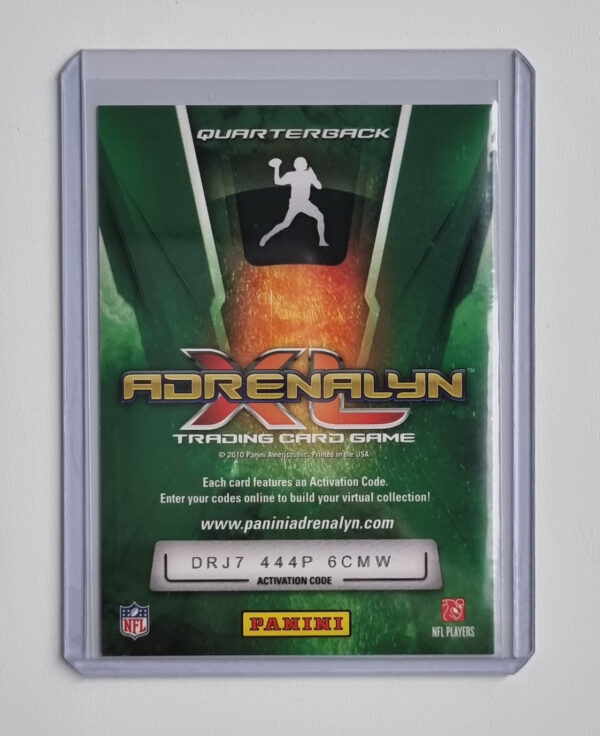 QUARTERBACK
ADRENALYN™
XL
TRADING CARD GAME
© 2010 Panini America, Inc. Printed in the USA.
Each card features an Activation Code.
Enter your codes online to build your virtual collection!
www.paniniadrenalyn.com
DRJ7 444P 6CMW
ACTIVATION CODE
NFL
PANINI
NFL PLAYERS